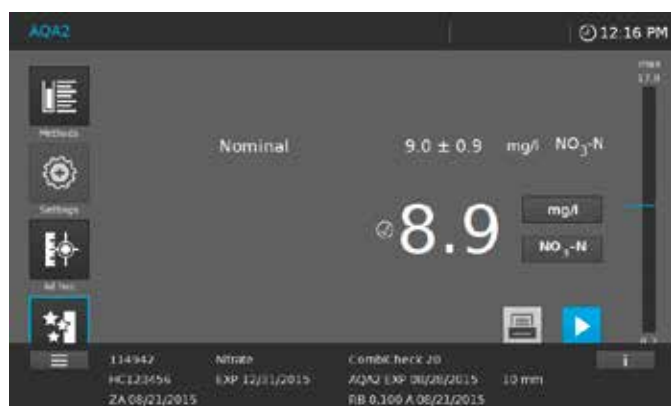 AQA2
12:16 PM
max
17.0
Methods
Nominal 9.0 ± 0.9 mg/l NO3-N
Settings
8.9
mg/l
NO3-N
Ad hoc
114942 Nitrate CombiCheck 20 i
HC123456 EXP 12/31/2015 AQA2 EXP 08/28/2015 10 mm
ZA 08/21/2015 RB 0.100 A 08/21/2015